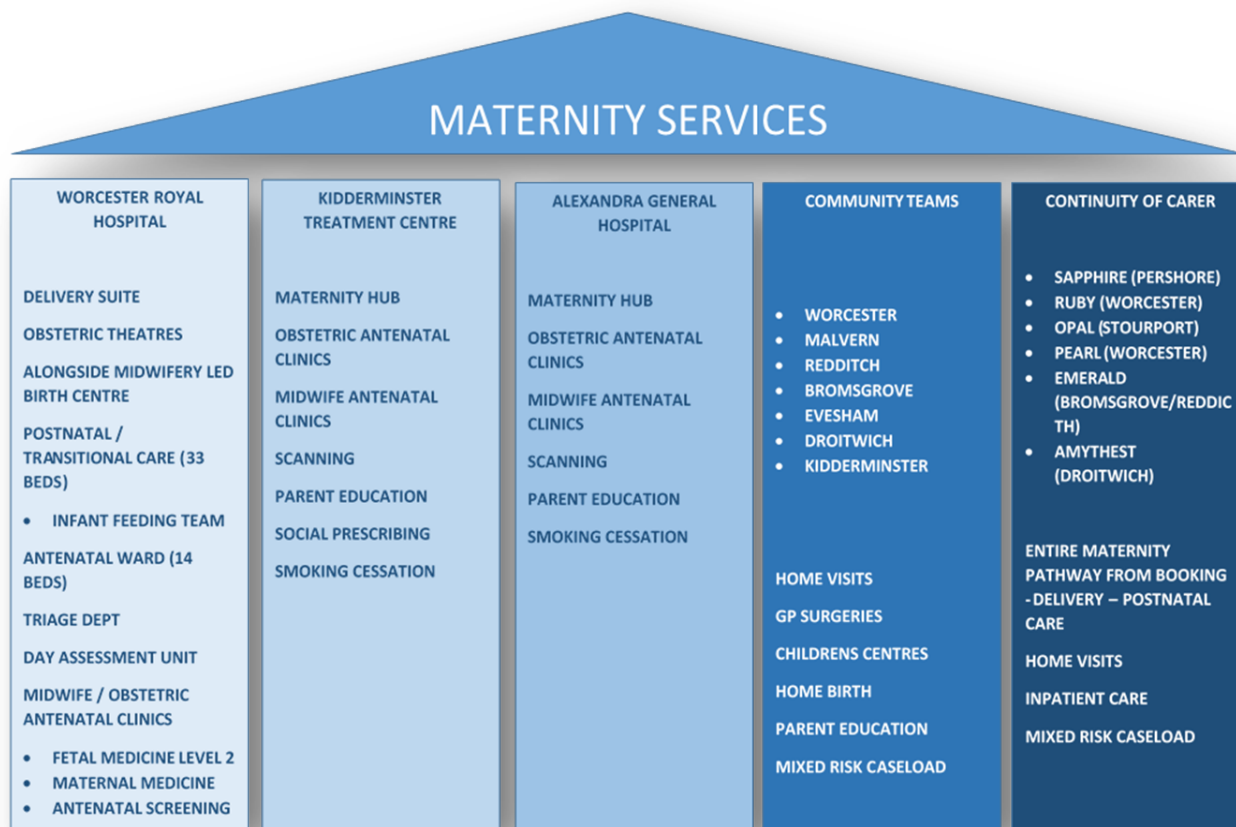 MATERNITY SERVICES
WORCESTER ROYAL
HOSPITAL
DELIVERY SUITE
OBSTETRIC THEATRES
ALONGSIDE MIDWIFERY LED
BIRTH CENTRE
POSTNATAL /
TRANSITIONAL CARE (33
BEDS)
• INFANT FEEDING TEAM
ANTENATAL WARD (14
BEDS)
TRIAGE DEPT
DAY ASSESSMENT UNIT
MIDWIFE / OBSTETRIC
ANTENATAL CLINICS
• FETAL MEDICINE LEVEL 2
• MATERNAL MEDICINE
• ANTENATAL SCREENING
KIDDERMINSTER
TREATMENT CENTRE
MATERNITY HUB
OBSTETRIC ANTENATAL
CLINICS
MIDWIFE ANTENATAL
CLINICS
SCANNING
PARENT EDUCATION
SOCIAL PRESCRIBING
SMOKING CESSATION
ALEXANDRA GENERAL
HOSPITAL
MATERNITY HUB
OBSTETRIC ANTENATAL
CLINICS
MIDWIFE ANTENATAL
CLINICS
SCANNING
PARENT EDUCATION
SMOKING CESSATION
COMMUNITY TEAMS
• WORCESTER
• MALVERN
• REDDITCH
• BROMSGROVE
• EVESHAM
• DROITWICH
• KIDDERMINSTER
HOME VISITS
GP SURGERIES
CHILDRENS CENTRES
HOME BIRTH
PARENT EDUCATION
MIXED RISK CASELOAD
CONTINUITY OF CARER
• SAPPHIRE (PERSHORE)
• RUBY (WORCESTER)
• OPAL (STOURPORT)
• PEARL (WORCESTER)
• EMERALD
(BROMSGROVE/REDDIC
TH)
• AMYTHEST
(DROITWICH)
ENTIRE MATERNITY
PATHWAY FROM BOOKING
- DELIVERY – POSTNATAL
CARE
HOME VISITS
INPATIENT CARE
MIXED RISK CASELOAD